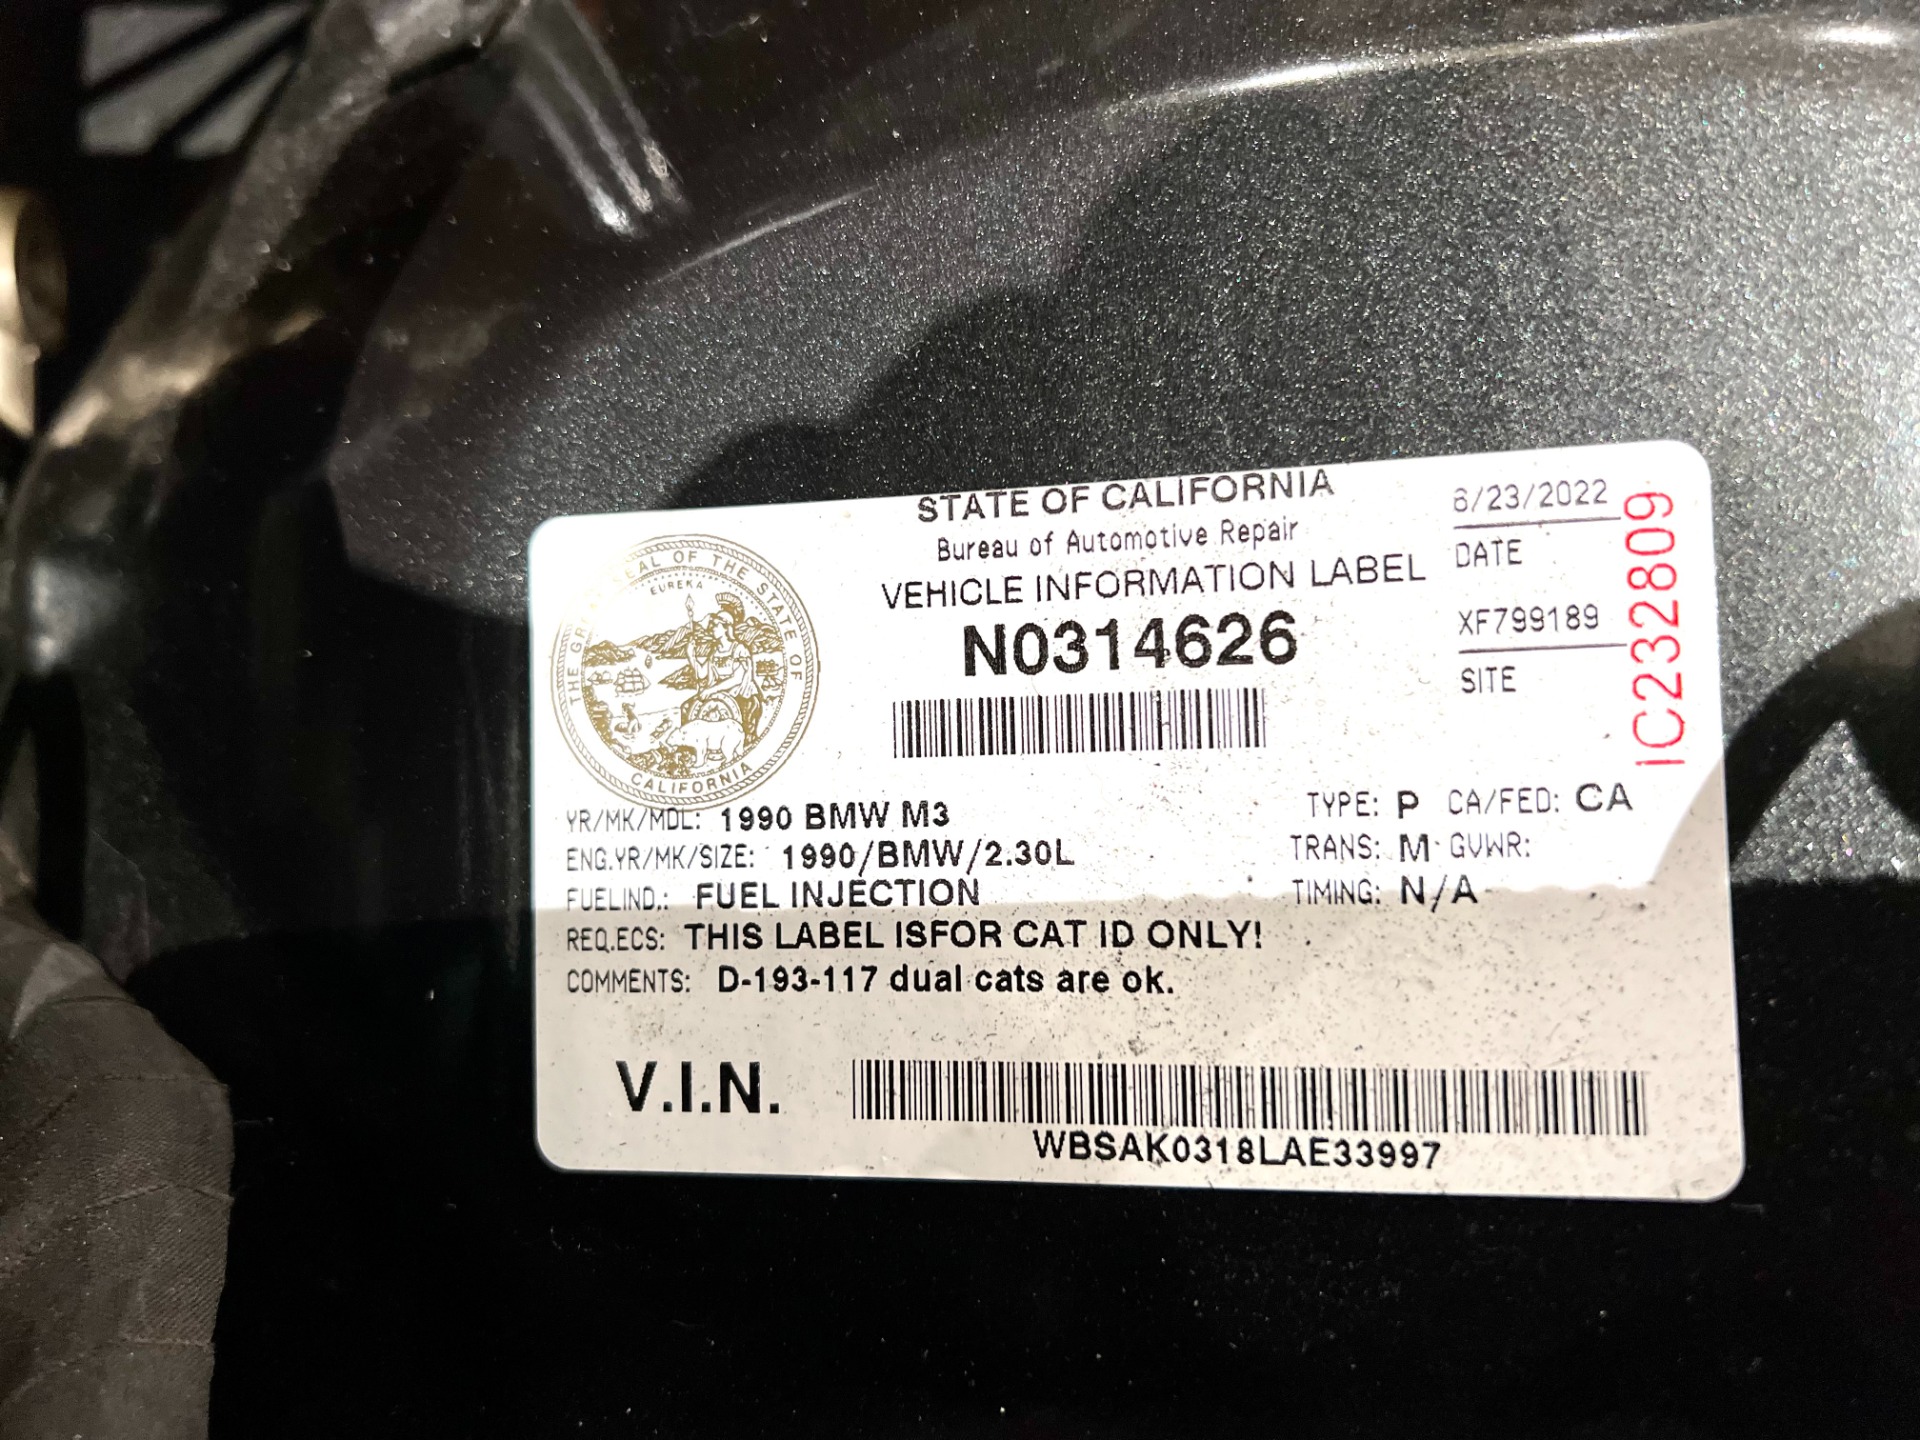 STATE OF CALIFORNIA
Bureau of Automotive Repair
VEHICLE INFORMATION LABEL
N0314626
6/23/2022
DATE
XF799189
SITE
IC232809
SEAL OF THE STATE OF
EUREKA
CALIFORNIA
YR/MK/MDL: 1990 BMW M3
TYPE: P CA/FED: CA
ENG.YR/MK/SIZE: 1990/BMW/2.30L
TRANS: M GVWR:
FUELIND.: FUEL INJECTION
TIMING: N/A
REQ.ECS: THIS LABEL ISFOR CAT ID ONLY!
COMMENTS: D-193-117 dual cats are ok.
V.I.N.
WBSAK0318LAE33997